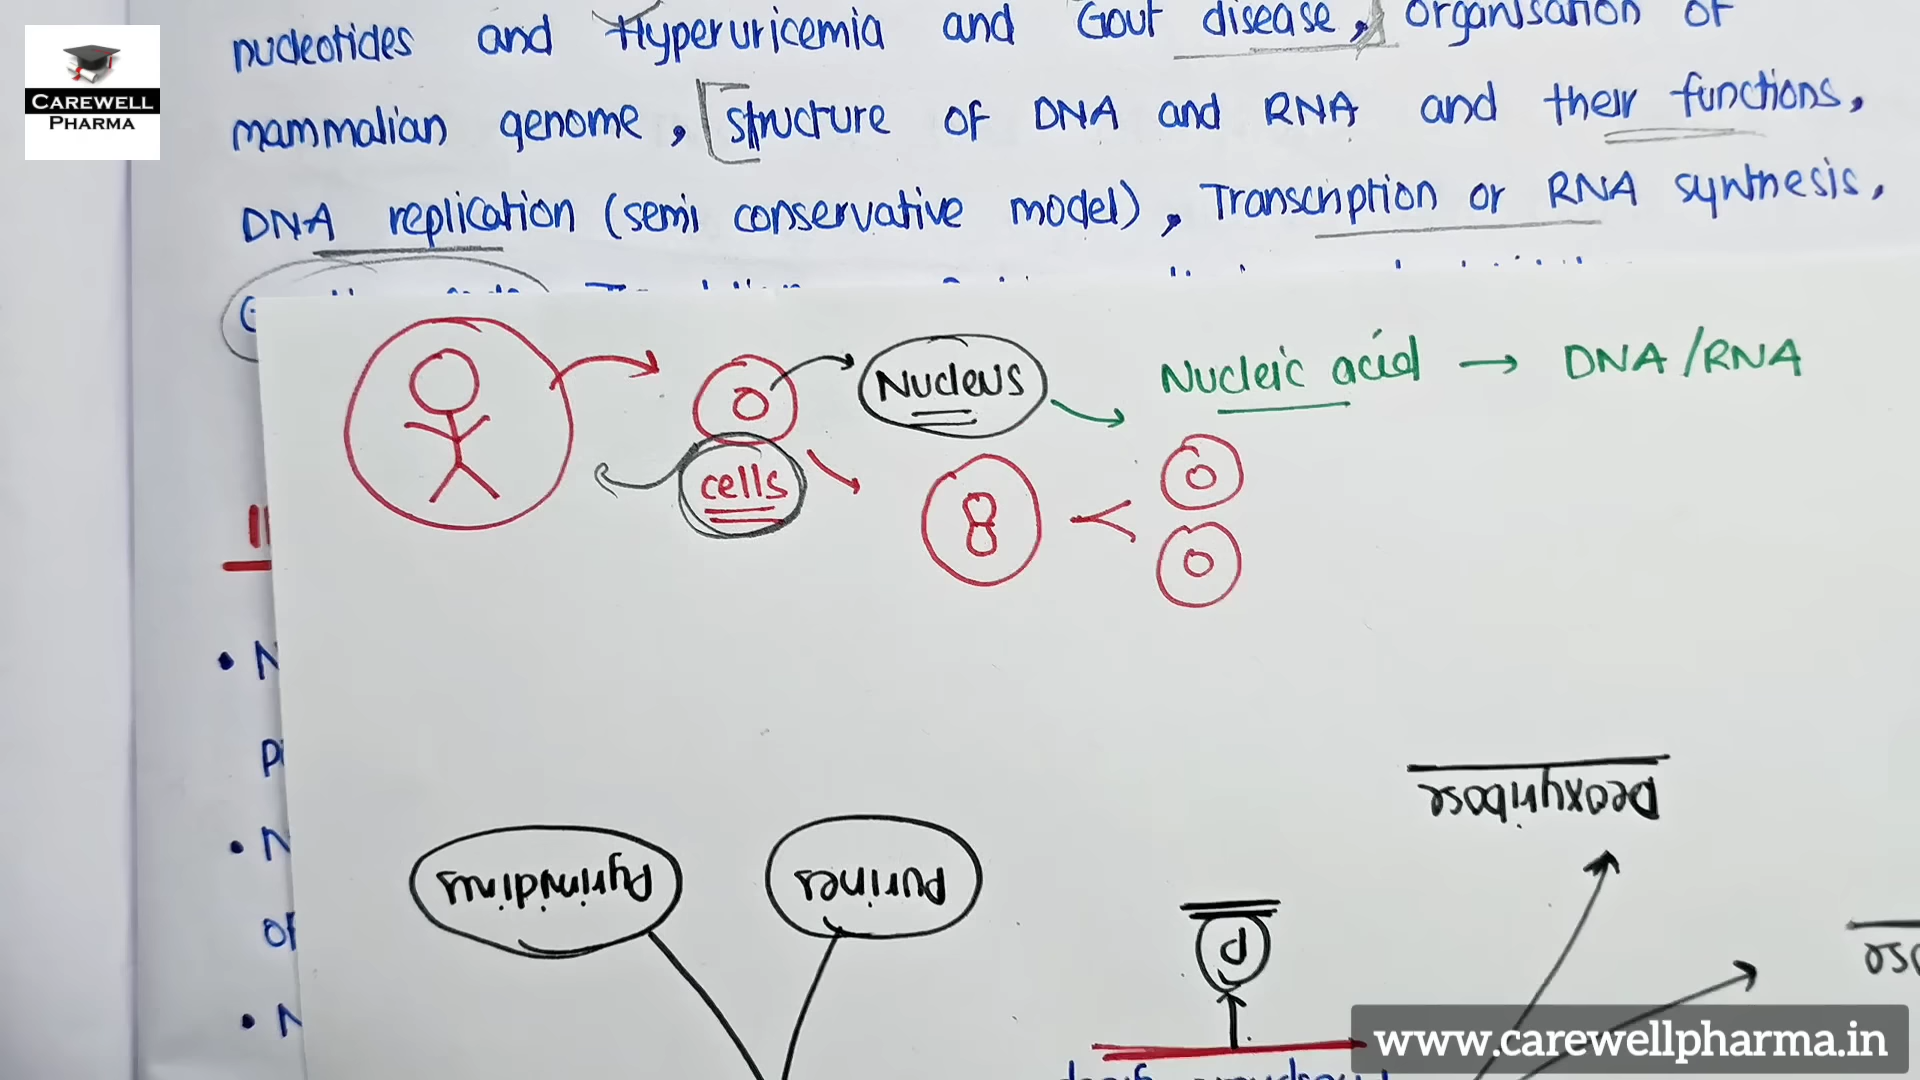 nucleotides and Hyperuricemia and Gout disease, organisation of
CAREWELL
PHARMA
mammalian genome, structure of DNA and RNA and their functions,
DNA replication (semi conservative model), Transcription or RNA synthesis,
Nucleus
Nucleic acid → DNA/RNA
cells
Deoxyribose
Pyrimidins
Purines
P
www.carewellpharma.in